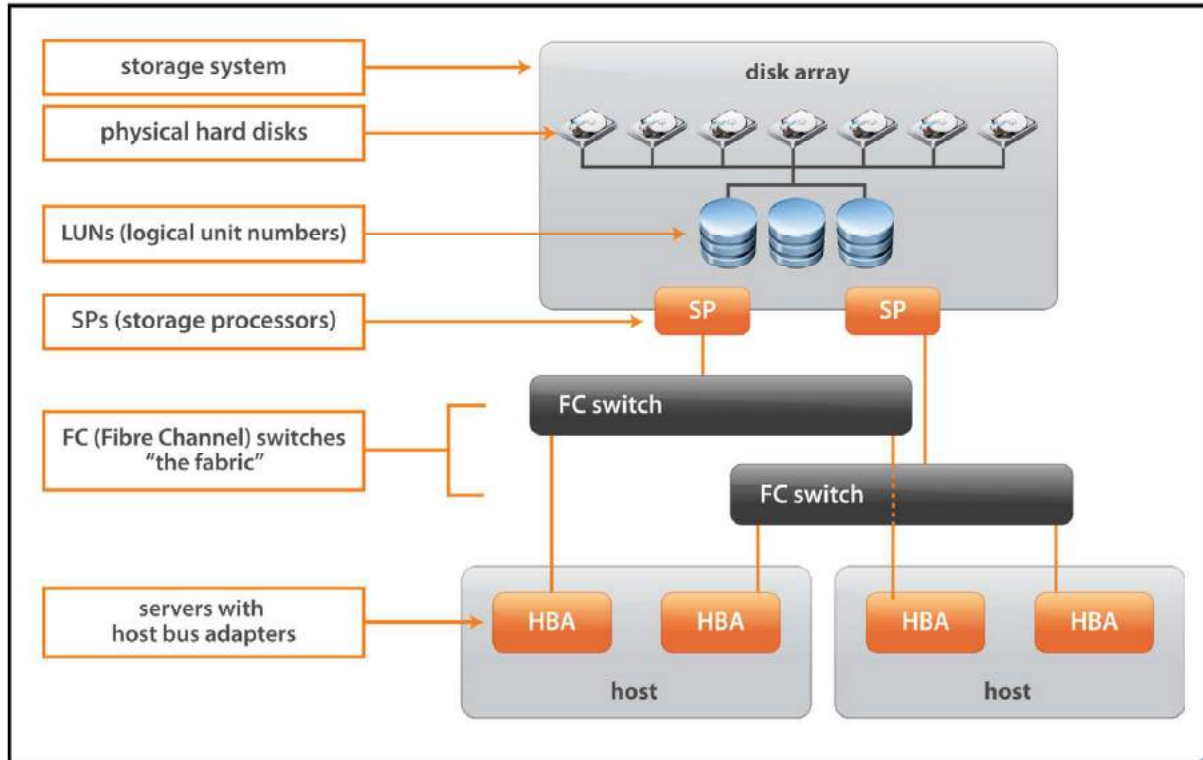 storage system
disk array
physical hard disks
LUNs (logical unit numbers)
SPs (storage processors)
SP
SP
FC switch
FC (Fibre Channel) switches
“the fabric”
FC switch
servers with
host bus adapters
HBA
HBA
HBA
HBA
host
host